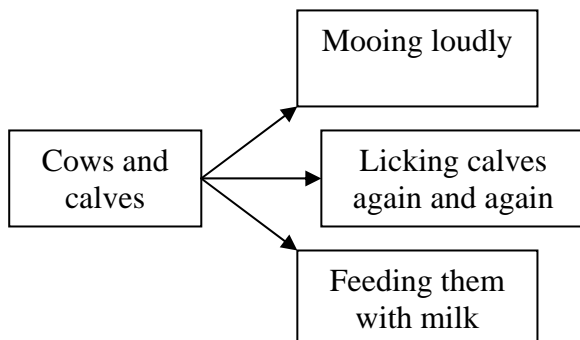 Mooing loudly
Cows and
calves
Licking calves
again and again
Feeding them
with milk